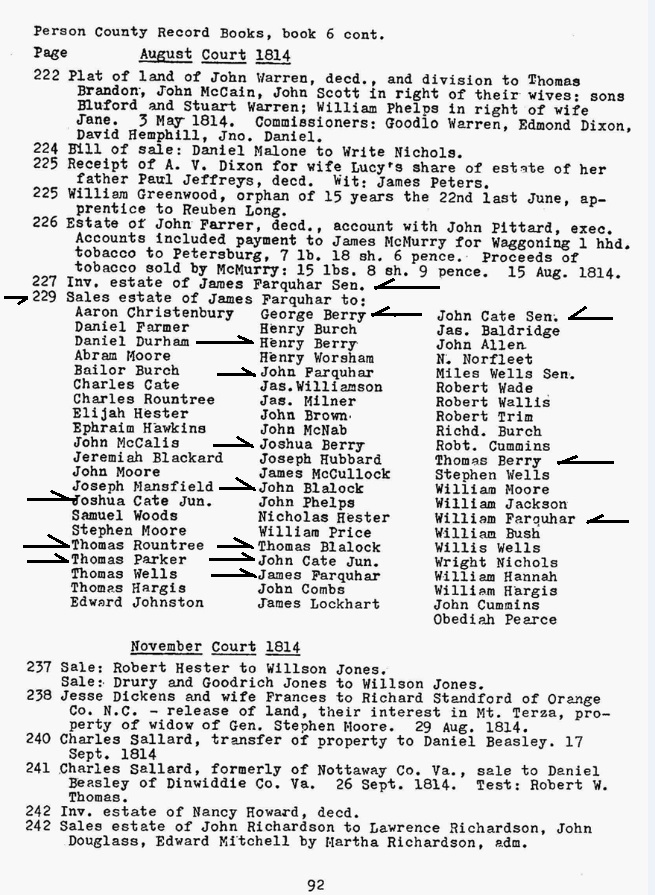 Person County Record Books, book 6 cont.
Page August Court 1814
222 Plat of land of John Warren, decd., and division to Thomas
Brandon, John McCain, John Scott in right of their wives: sons
Bluford and Stuart Warren; William Phelps in right of wife
Jane. 3 May 1814. Commissioners: Goodlo Warren, Edmond Dixon,
David Hemphill, Jno. Daniel.
224 Bill of sale: Daniel Malone to Write Nichols.
225 Receipt of A. V. Dixon for wife Lucy's share of estate of her
father Paul Jeffreys, decd. Wit: James Peters.
225 William Greenwood, orphan of 15 years the 22nd last June, ap-
prentice to Reuben Long.
226 Estate of John Farrer, decd., account with John Pittard, exec.
Accounts included payment to James McMurry for Waggoning 1 hhd.
tobacco to Petersburg, 7 lb. 18 sh. 6 pence. Proceeds of
tobacco sold by McMurry: 15 lbs. 8 sh. 9 pence. 15 Aug. 1814.
227 Inv. estate of James Farquhar Sen.
229 Sales estate of James Farquhar to:
Aaron Christenbury
Daniel Farmer
Daniel Durham
Abram Moore
Bailor Burch
Charles Cate
Charles Rountree
Elijah Hester
Ephraim Hawkins
John McCalis
Jeremiah Blackard
John Moore
Joseph Mansfield
Joshua Cate Jun.
Samuel Woods
Stephen Moore
Thomas Rountree
Thomas Parker
Thomas Wells
Thomas Hargis
Edward Johnston
George Berry
Henry Burch
Henry Berry
Henry Worsham
John Farquhar
Jas.Williamson
Jas. Milner
John Brown
John McNab
Joshua Berry
Joseph Hubbard
James McCullock
John Blalock
John Phelps
Nicholas Hester
William Price
Thomas Blalock
John Cate Jun.
James Farquhar
John Combs
James Lockhart
John Cate Sen.
Jas. Baldridge
John Allen
N. Norfleet
Miles Wells Sen.
Robert Wade
Robert Wallis
Robert Trim
Richd. Burch
Robt. Cummins
Thomas Berry
Stephen Wells
William Moore
William Jackson
William Farquhar
William Bush
Willis Wells
Wright Nichols
William Hannah
William Hargis
John Cummins
Obediah Pearce
November Court 1814
237 Sale: Robert Hester to Willson Jones.
Sale: Drury and Goodrich Jones to Willson Jones.
238 Jesse Dickens and wife Frances to Richard Standford of Orange
Co. N.C. - release of land, their interest in Mt. Terza, pro-
perty of widow of Gen. Stephen Moore. 29 Aug. 1814.
240 Charles Sallard, transfer of property to Daniel Beasley. 17
Sept. 1814
241 Charles Sallard, formerly of Nottaway Co. Va., sale to Daniel
Beasley of Dinwiddie Co. Va. 26 Sept. 1814. Test: Robert W.
Thomas.
242 Inv. estate of Nancy Howard, decd.
242 Sales estate of John Richardson to Lawrence Richardson, John
Douglass, Edward Mitchell by Martha Richardson, adm.
92